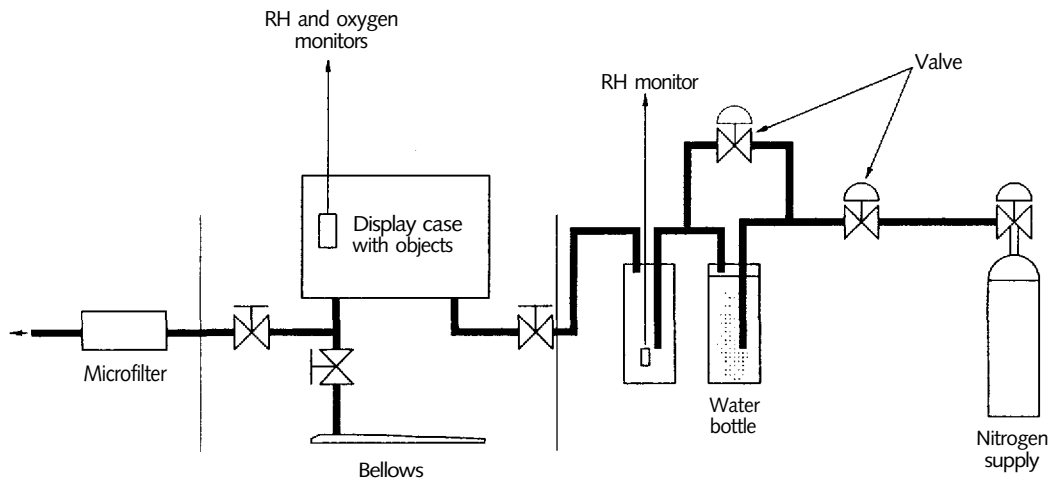 RH and oxygen
monitors
Valve
RH monitor
Display case
with objects
Microfilter
Water
bottle
Bellows
Nitrogen
supply